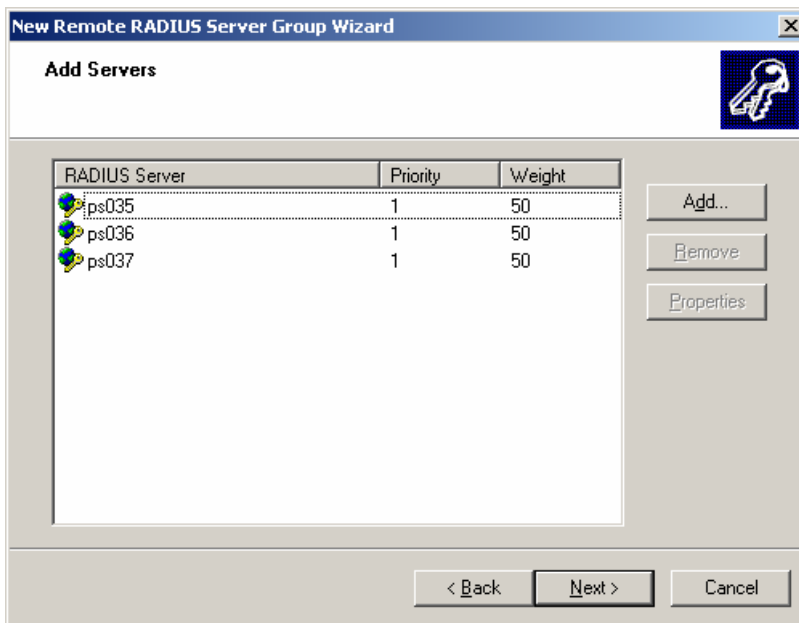 New Remote RADIUS Server Group Wizard
Add Servers
RADIUS Server Priority Weight
ps035 1 50
ps036 1 50
ps037 1 50
Add...
Remove
Properties
< Back Next > Cancel